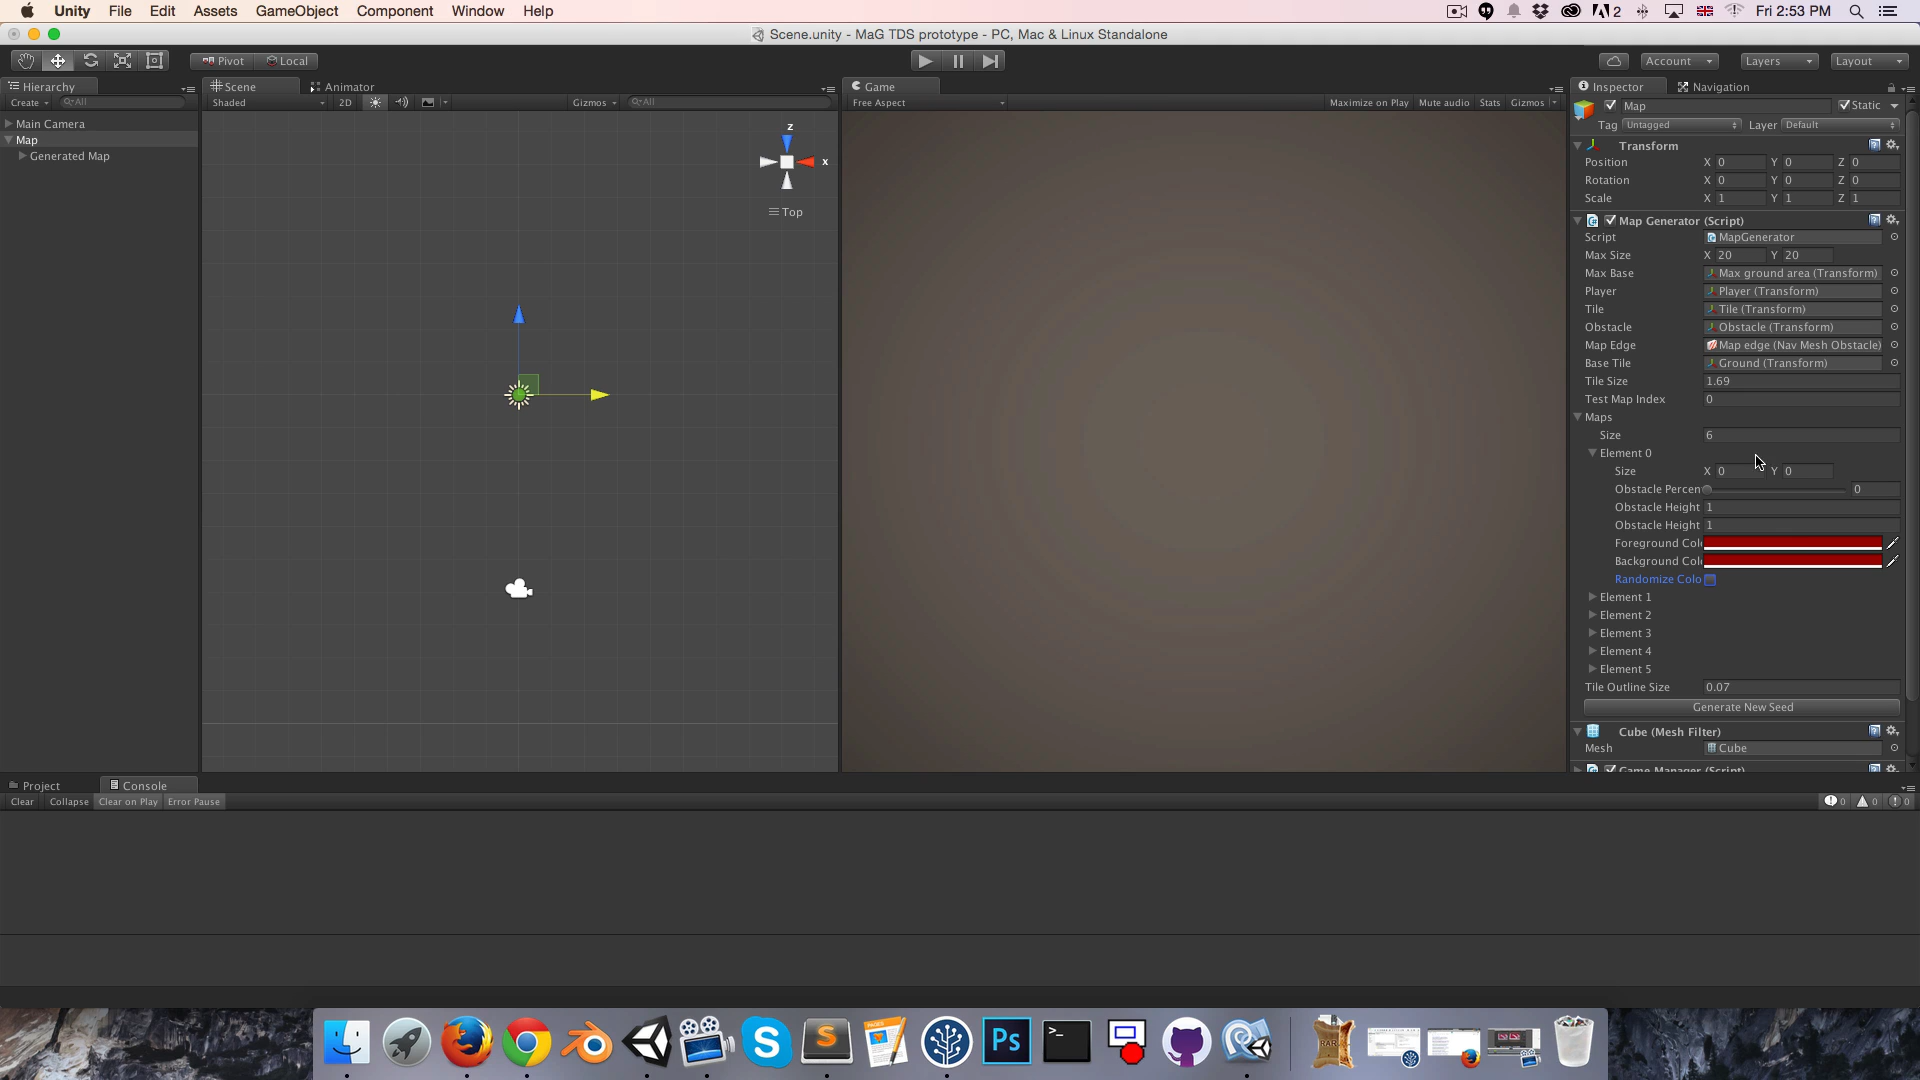 Unity File Edit Assets GameObject Component Window Help
2 Fri 2:53 PM
Scene.unity - MaG TDS prototype - PC, Mac & Linux Standalone
Pivot Local
Account Layers Layout
Hierarchy
Create All
Main Camera
Map
Generated Map
Scene Animator
Shaded 2D Gizmos All
z
x
Top
Game
Free Aspect Maximize on Play Mute audio Stats Gizmos
Inspector Navigation
Map Static
Tag Untagged Layer Default
Transform
Position X 0 Y 0 Z 0
Rotation X 0 Y 0 Z 0
Scale X 1 Y 1 Z 1
Map Generator (Script)
Script MapGenerator
Max Size X 20 Y 20
Max Base Max ground area (Transform)
Player Player (Transform)
Tile Tile (Transform)
Obstacle Obstacle (Transform)
Map Edge Map edge (Nav Mesh Obstacle)
Base Tile Ground (Transform)
Tile Size 1.69
Test Map Index 0
Maps
Size 6
Element 0
Size X 0 Y 0
Obstacle Percen 0
Obstacle Height 1
Obstacle Height 1
Foreground Col
Background Col
Randomize Colo
Element 1
Element 2
Element 3
Element 4
Element 5
Tile Outline Size 0.07
Generate New Seed
Cube (Mesh Filter)
Mesh Cube
Game Manager (Script)
Project Console
Clear Collapse Clear on Play Error Pause 0 0 0
PAGES
S
S
Ps
>_
RAR